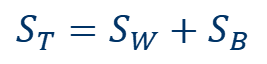 S_T = S_W + S_B